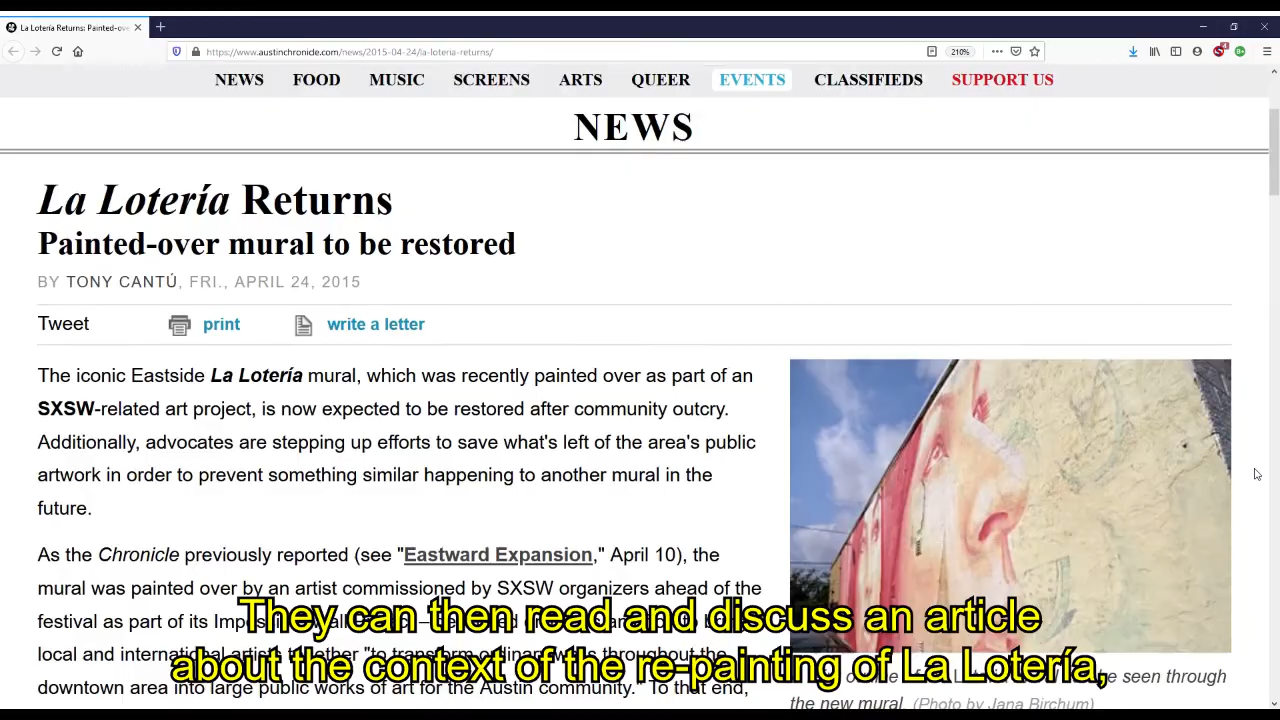 La Lotería Returns: Painted-ove
https://www.austinchronicle.com/news/2015-04-24/la-loteria-returns/
210%
NEWS FOOD MUSIC SCREENS ARTS QUEER EVENTS CLASSIFIEDS SUPPORT US
NEWS
La Lotería Returns
Painted-over mural to be restored
BY TONY CANTÚ, FRI., APRIL 24, 2015
Tweet print write a letter
The iconic Eastside La Lotería mural, which was recently painted over as part of an
SXSW-related art project, is now expected to be restored after community outcry.
Additionally, advocates are stepping up efforts to save what's left of the area's public
artwork in order to prevent something similar happening to another mural in the
future.
As the Chronicle previously reported (see "Eastward Expansion," April 10), the
mural was painted over by an artist commissioned by SXSW organizers ahead of the
festival as part of its
local and international
downtown area into large public works of art for the Austin community." To that end,
be seen through
the new mural (Photo by Jana Birchum)
They can then read and discuss an article
about the context of the re-painting of La Lotería,